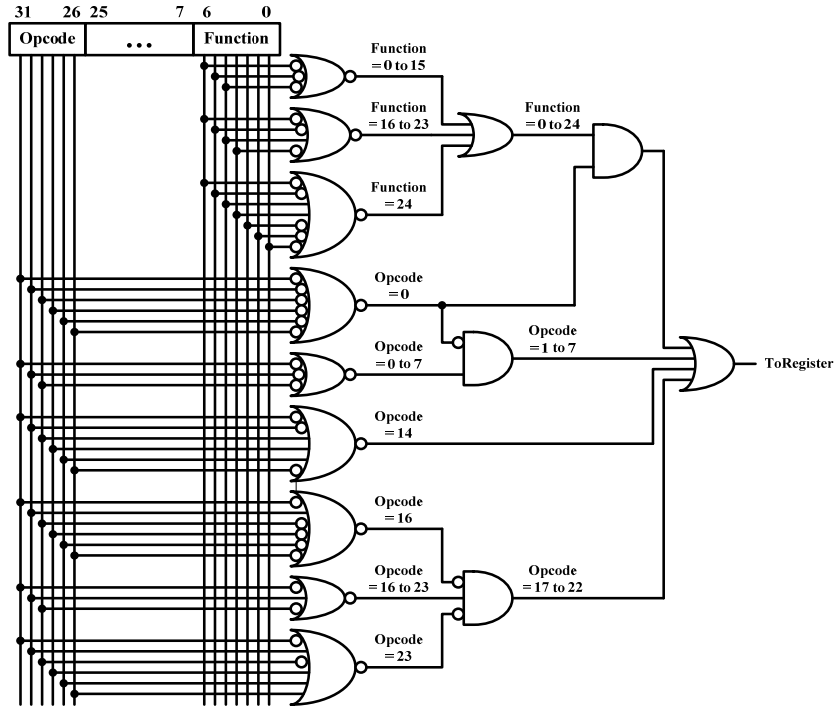 31 26 25 7 6 0
Opcode ... Function
Function
= 0 to 15
Function
= 16 to 23
Function
= 0 to 24
Function
= 24
Opcode
= 0
Opcode
= 0 to 7
Opcode
= 1 to 7
ToRegister
Opcode
= 14
Opcode
= 16
Opcode
= 16 to 23
Opcode
= 17 to 22
Opcode
= 23